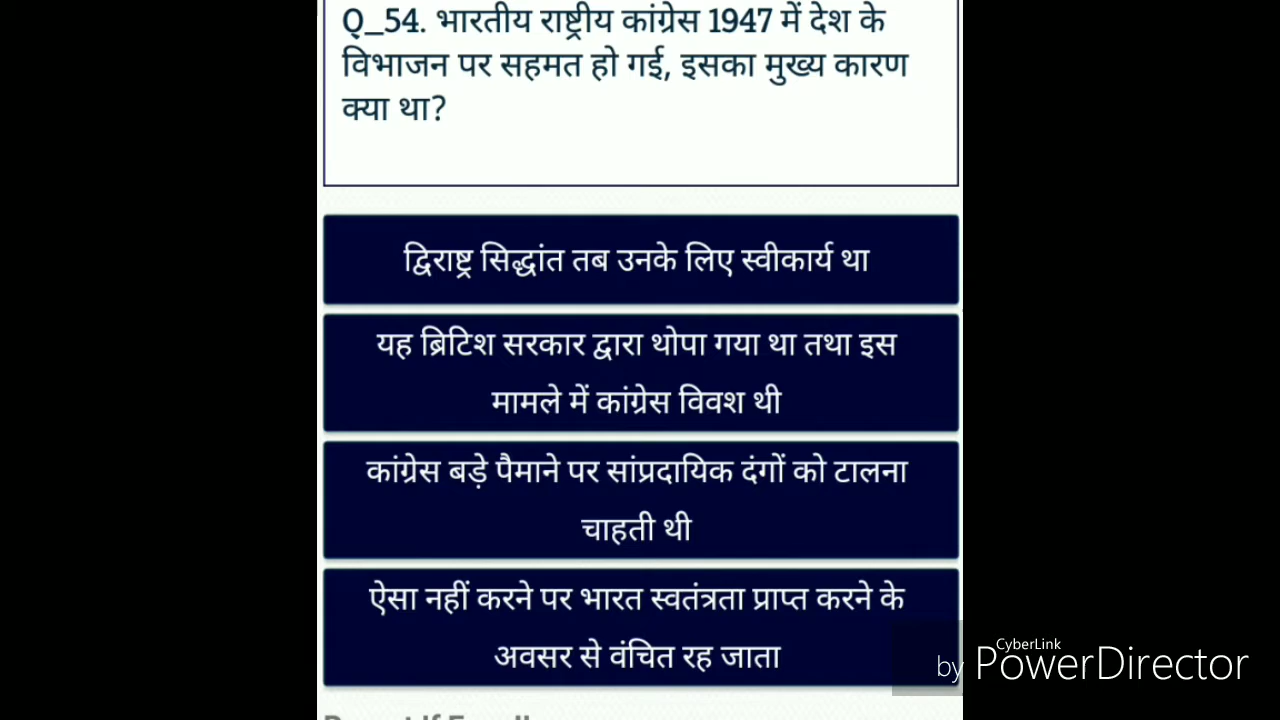 Q_54. भारतीय राष्ट्रीय कांग्रेस 1947 में देश के
विभाजन पर सहमत हो गई, इसका मुख्य कारण
क्या था?
द्विराष्ट्र सिद्धांत तब उनके लिए स्वीकार्य था
यह ब्रिटिश सरकार द्वारा थोपा गया था तथा इस
मामले में कांग्रेस विवश थी
कांग्रेस बड़े पैमाने पर सांप्रदायिक दंगों को टालना
चाहती थी
ऐसा नहीं करने पर भारत स्वतंत्रता प्राप्त करने के
अवसर से वंचित रह जाता
CyberLink
by PowerDirector